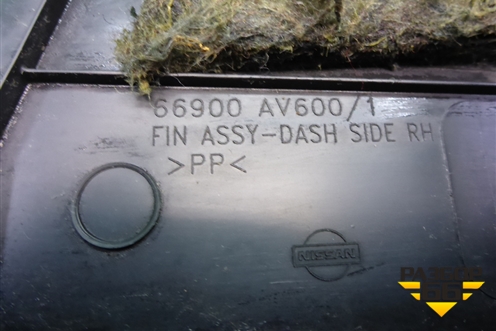 66900 AV600/1
FIN ASSY-DASH SIDE RH
>PP<
NISSAN